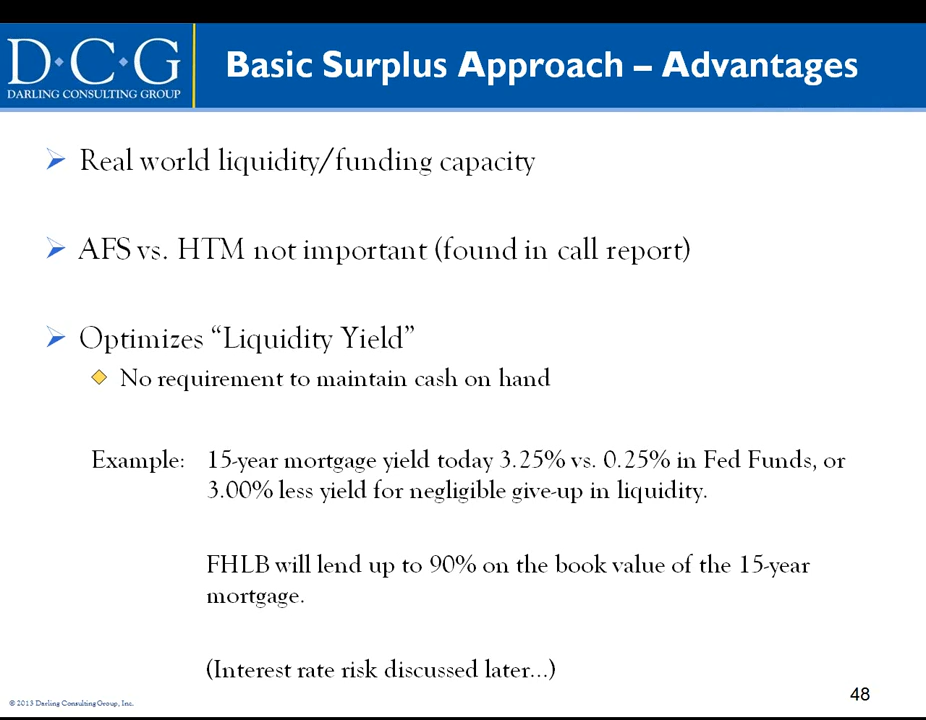 D·C·G
DARLING CONSULTING GROUP
Basic Surplus Approach – Advantages
Real world liquidity/funding capacity
AFS vs. HTM not important (found in call report)
Optimizes “Liquidity Yield”
No requirement to maintain cash on hand
Example: 15-year mortgage yield today 3.25% vs. 0.25% in Fed Funds, or
3.00% less yield for negligible give-up in liquidity.
FHLB will lend up to 90% on the book value of the 15-year
mortgage.
(Interest rate risk discussed later...)
© 2013 Darling Consulting Group, Inc.
48